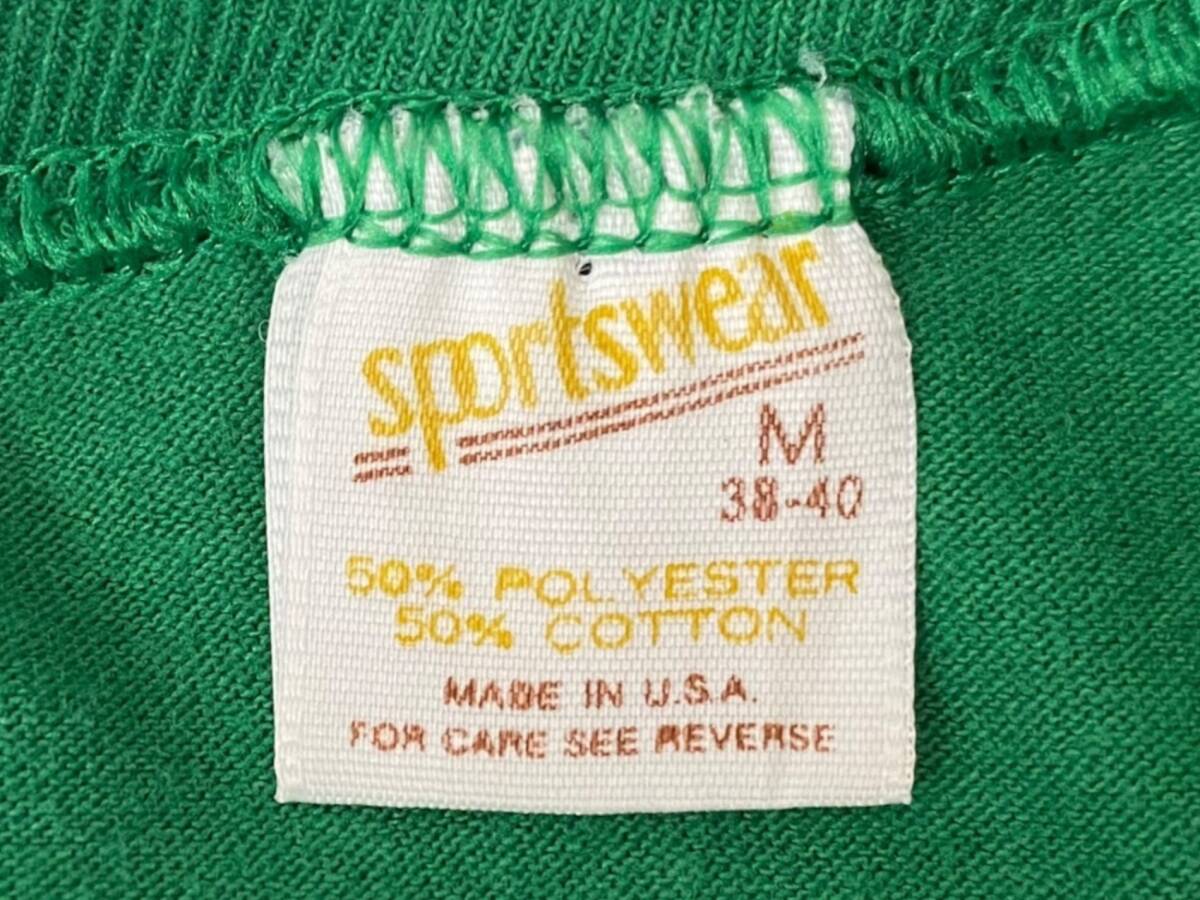 sportswear
M
38-40
50% POLYESTER
50% COTTON
MADE IN U.S.A.
FOR CARE SEE REVERSE